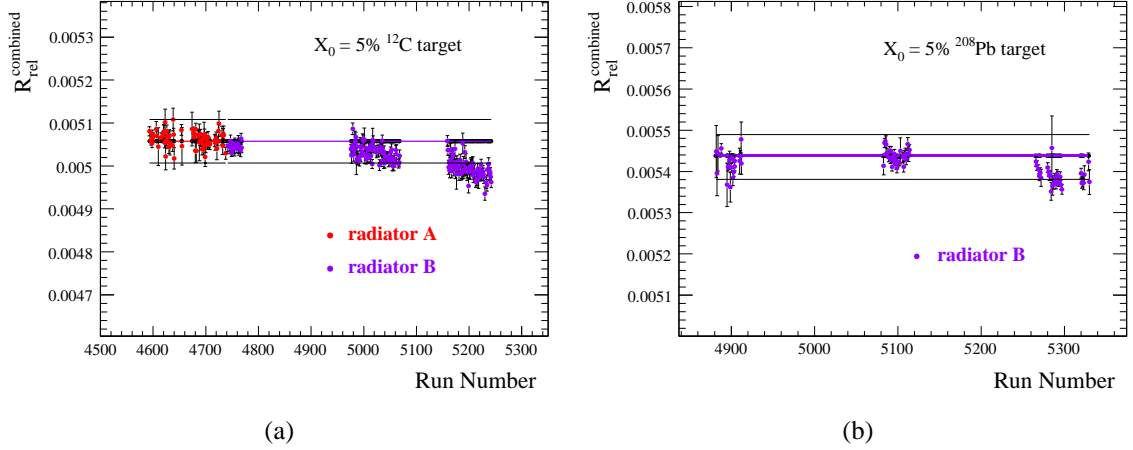 R_rel^combined
0.0053
0.0052
0.0051
0.005
0.0049
0.0048
0.0047
X₀ = 5% ¹²C target
radiator A
radiator B
4500 4600 4700 4800 4900 5000 5100 5200 5300
Run Number
(a)
R_rel^combined
0.0058
0.0057
0.0056
0.0055
0.0054
0.0053
0.0052
0.0051
X₀ = 5% ²⁰⁸Pb target
radiator B
4900 5000 5100 5200 5300
Run Number
(b)